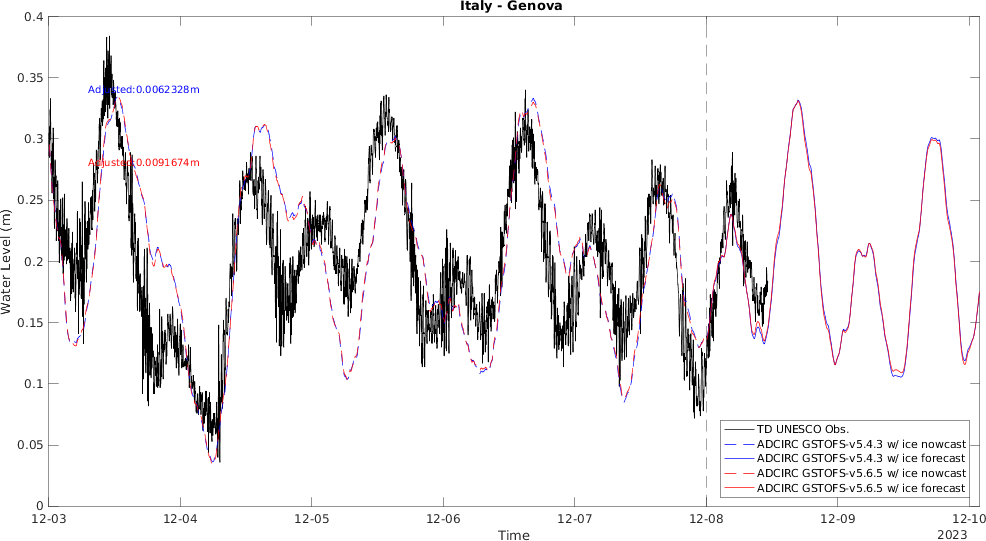 Italy - Genova
0.4
0.35
0.3
0.25
0.2
0.15
0.1
0.05
0
Water Level (m)
Adjusted:0.0062328m
Adjusted:0.0091674m
TD UNESCO Obs.
ADCIRC GSTOFS-v5.4.3 w/ ice nowcast
ADCIRC GSTOFS-v5.4.3 w/ ice forecast
ADCIRC GSTOFS-v5.6.5 w/ ice nowcast
ADCIRC GSTOFS-v5.6.5 w/ ice forecast
12-03 12-04 12-05 12-06 12-07 12-08 12-09 12-10
Time
2023